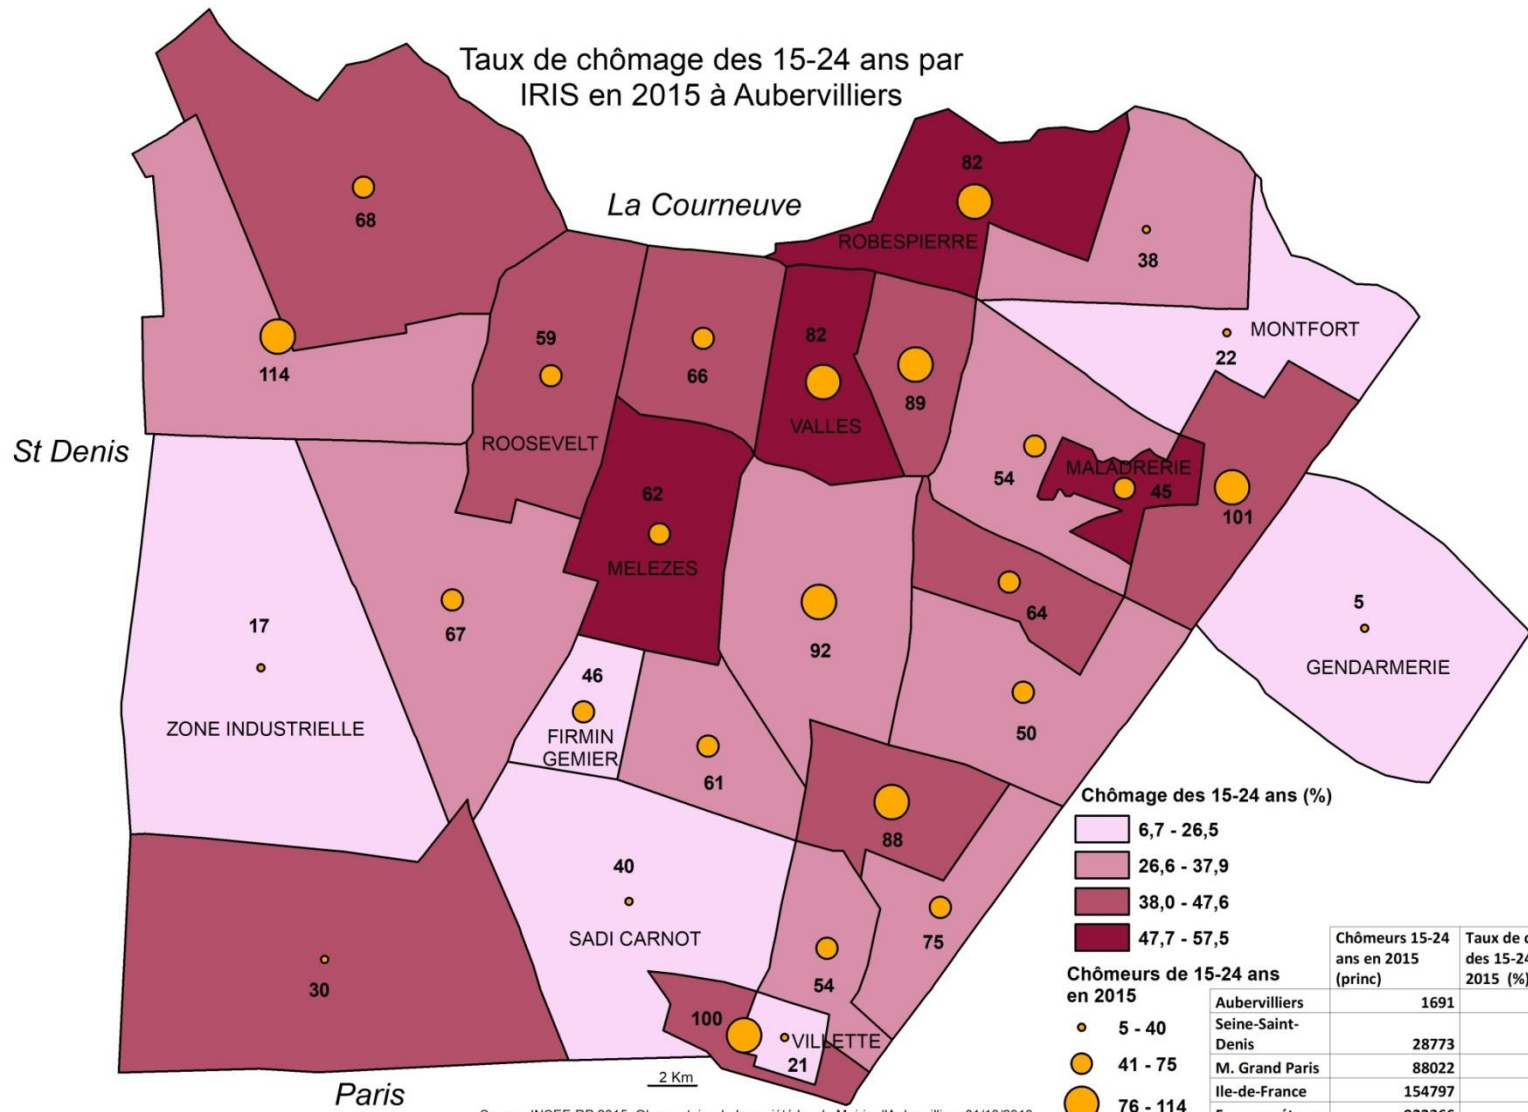 Taux de chômage des 15-24 ans par
IRIS en 2015 à Aubervilliers
La Courneuve
St Denis
Paris
82
ROBESPIERRE
38
68
114
59
ROOSEVELT
66
82
VALLES
89
MONTFORT
22
54
MALADRERIE
45
101
62
MELEZES
64
5
GENDARMERIE
17
ZONE INDUSTRIELLE
67
92
46
FIRMIN
GEMIER
61
50
88
40
SADI CARNOT
75
54
30
100
VILLETTE
21
2 Km
Chômage des 15-24 ans (%)
6,7 - 26,5
26,6 - 37,9
38,0 - 47,6
47,7 - 57,5
Chômeurs de 15-24 ans
en 2015
5 - 40
41 - 75
76 - 114
Chômeurs 15-24
ans en 2015
(princ)
Taux de
des 15-24
2015 (%)
Aubervilliers 1691
Seine-Saint-
Denis 28773
M. Grand Paris 88022
Ile-de-France 154797